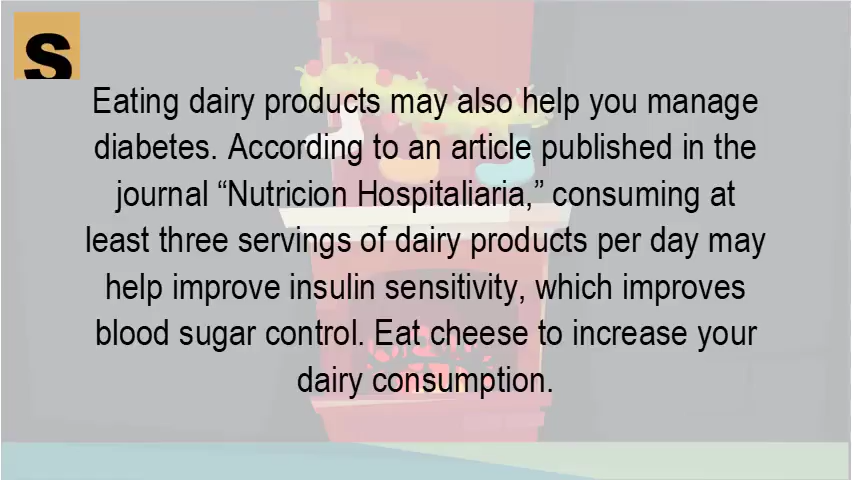 S
Eating dairy products may also help you manage
diabetes. According to an article published in the
journal “Nutricion Hospitaliaria,” consuming at
least three servings of dairy products per day may
help improve insulin sensitivity, which improves
blood sugar control. Eat cheese to increase your
dairy consumption.